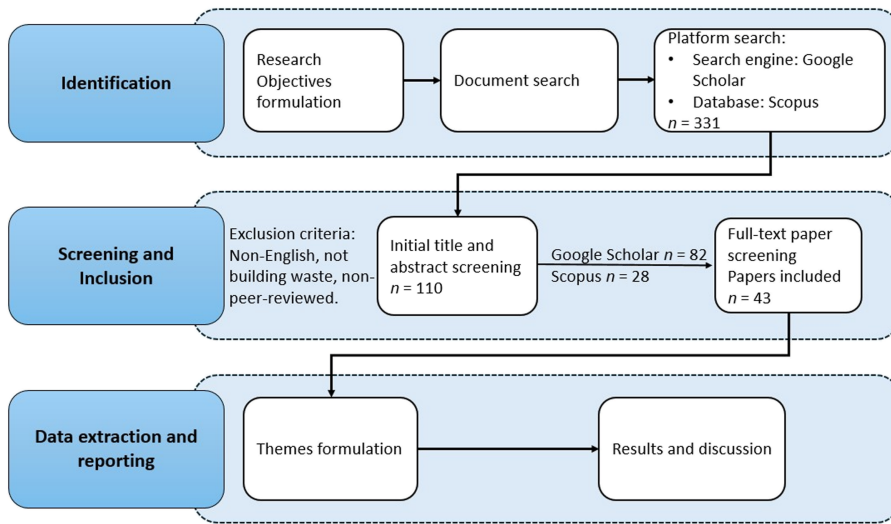 Identification
Research
Objectives
formulation
Document search
Platform search:
• Search engine: Google
Scholar
• Database: Scopus
n = 331
Screening and
Inclusion
Exclusion criteria:
Non-English, not
building waste, non-
peer-reviewed.
Initial title and
abstract screening
n = 110
Google Scholar n = 82
Scopus n = 28
Full-text paper
screening
Papers included
n = 43
Data extraction and
reporting
Themes formulation
Results and discussion